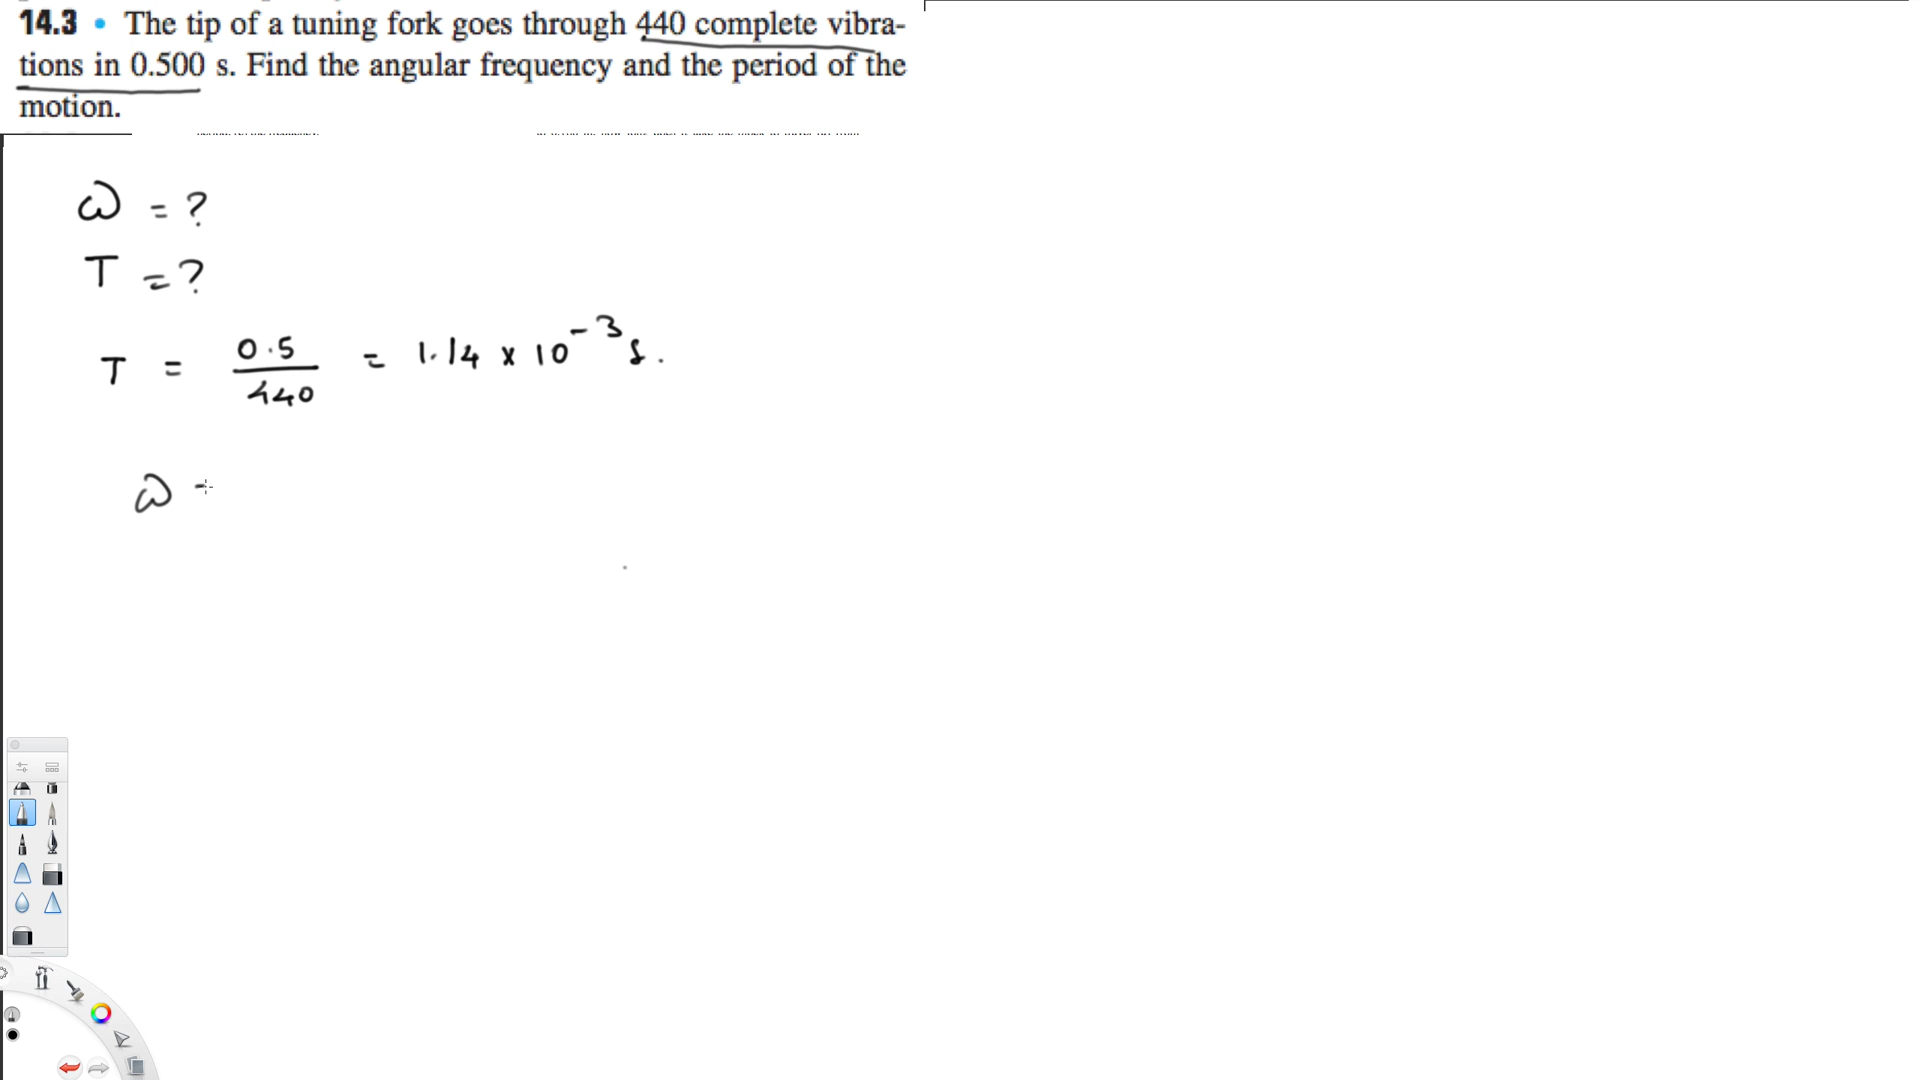 14.3 • The tip of a tuning fork goes through 440 complete vibra-
tions in 0.500 s. Find the angular frequency and the period of the
motion.
ω = ?
T = ?
T = 0.5/440 = 1.14 x 10^-3 s.
ω -